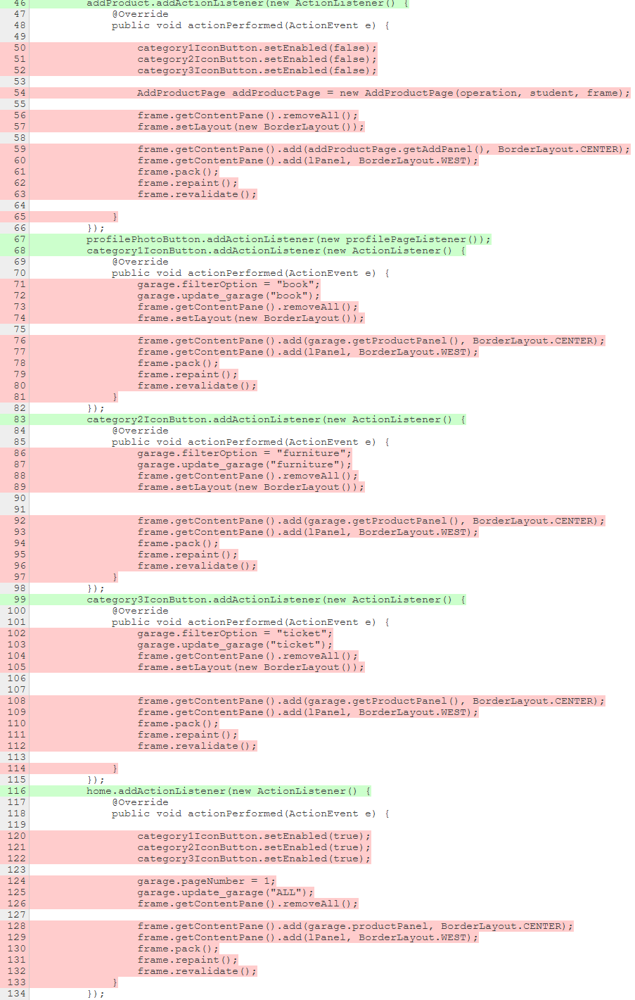 46 addProduct.addActionListener(new ActionListener() {
47 @Override
48 public void actionPerformed(ActionEvent e) {
49
50 category1IconButton.setEnabled(false);
51 category2IconButton.setEnabled(false);
52 category3IconButton.setEnabled(false);
53
54 AddProductPage addProductPage = new AddProductPage(operation, student, frame);
55
56 frame.getContentPane().removeAll();
57 frame.setLayout(new BorderLayout());
58
59 frame.getContentPane().add(addProductPage.getAddPanel(), BorderLayout.CENTER);
60 frame.getContentPane().add(lPanel, BorderLayout.WEST);
61 frame.pack();
62 frame.repaint();
63 frame.revalidate();
64
65 }
66 });
67 profilePhotoButton.addActionListener(new profilePageListener());
68 category1IconButton.addActionListener(new ActionListener() {
69 @Override
70 public void actionPerformed(ActionEvent e) {
71 garage.filterOption = "book";
72 garage.update_garage("book");
73 frame.getContentPane().removeAll();
74 frame.setLayout(new BorderLayout());
75
76 frame.getContentPane().add(garage.getProductPanel(), BorderLayout.CENTER);
77 frame.getContentPane().add(lPanel, BorderLayout.WEST);
78 frame.pack();
79 frame.repaint();
80 frame.revalidate();
81 }
82 });
83 category2IconButton.addActionListener(new ActionListener() {
84 @Override
85 public void actionPerformed(ActionEvent e) {
86 garage.filterOption = "furniture";
87 garage.update_garage("furniture");
88 frame.getContentPane().removeAll();
89 frame.setLayout(new BorderLayout());
90
91
92 frame.getContentPane().add(garage.getProductPanel(), BorderLayout.CENTER);
93 frame.getContentPane().add(lPanel, BorderLayout.WEST);
94 frame.pack();
95 frame.repaint();
96 frame.revalidate();
97 }
98 });
99 category3IconButton.addActionListener(new ActionListener() {
100 @Override
101 public void actionPerformed(ActionEvent e) {
102 garage.filterOption = "ticket";
103 garage.update_garage("ticket");
104 frame.getContentPane().removeAll();
105 frame.setLayout(new BorderLayout());
106
107
108 frame.getContentPane().add(garage.getProductPanel(), BorderLayout.CENTER);
109 frame.getContentPane().add(lPanel, BorderLayout.WEST);
110 frame.pack();
111 frame.repaint();
112 frame.revalidate();
113
114 }
115 });
116 home.addActionListener(new ActionListener() {
117 @Override
118 public void actionPerformed(ActionEvent e) {
119
120 category1IconButton.setEnabled(true);
121 category2IconButton.setEnabled(true);
122 category3IconButton.setEnabled(true);
123
124 garage.pageNumber = 1;
125 garage.update_garage("ALL");
126 frame.getContentPane().removeAll();
127
128 frame.getContentPane().add(garage.productPanel, BorderLayout.CENTER);
129 frame.getContentPane().add(lPanel, BorderLayout.WEST);
130 frame.pack();
131 frame.repaint();
132 frame.revalidate();
133 }
134 });